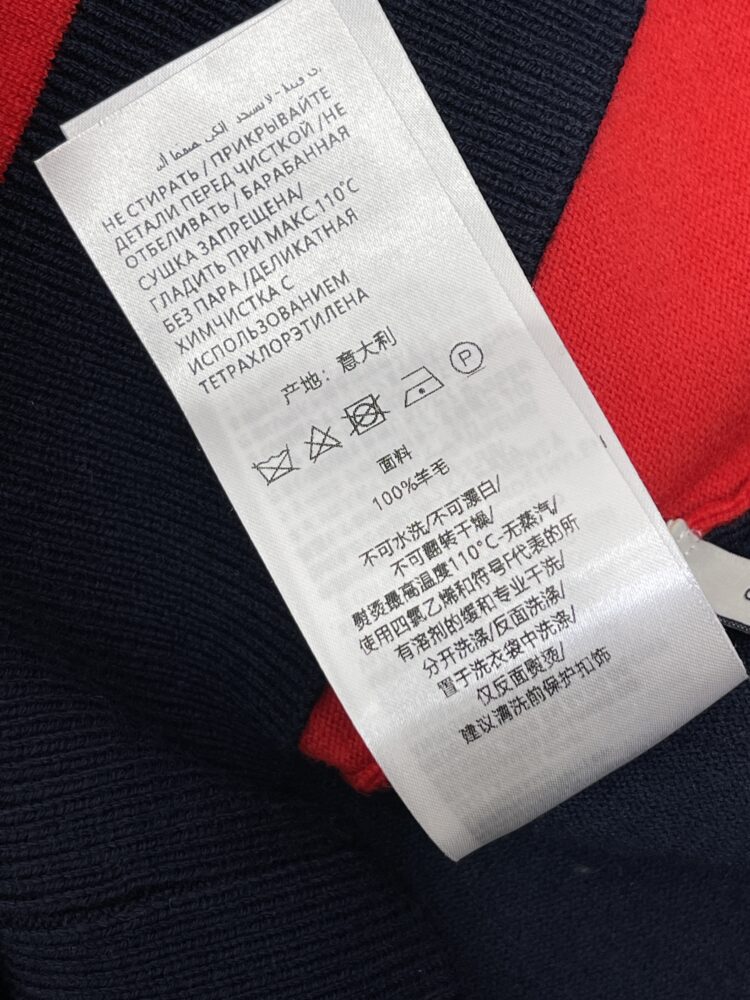 НЕ СТИРАТЬ / ПРИКРЫВАЙТЕ
ДЕТАЛИ ПЕРЕД ЧИСТКОЙ / НЕ
ОТБЕЛИВАТЬ / БАРАБАННАЯ
СУШКА ЗАПРЕЩЕНА/
ГЛАДИТЬ ПРИ МАКС.110°C
БЕЗ ПАРА /ДЕЛИКАТНАЯ
ХИМЧИСТКА С
ИСПОЛЬЗОВАНИЕМ
ТЕТРАХЛОРЭТИЛЕНА
产地：意大利
P
面料
100%羊毛
不可水洗/不可漂白/
不可翻转干燥/
熨烫最高温度110°C-无蒸汽/
使用四氯乙烯和符号F代表的所
有溶剂的缓和专业干洗/
分开洗涤/反面洗涤/
置于洗衣袋中洗涤/
仅反面熨烫/
建议清洗前保护扣饰